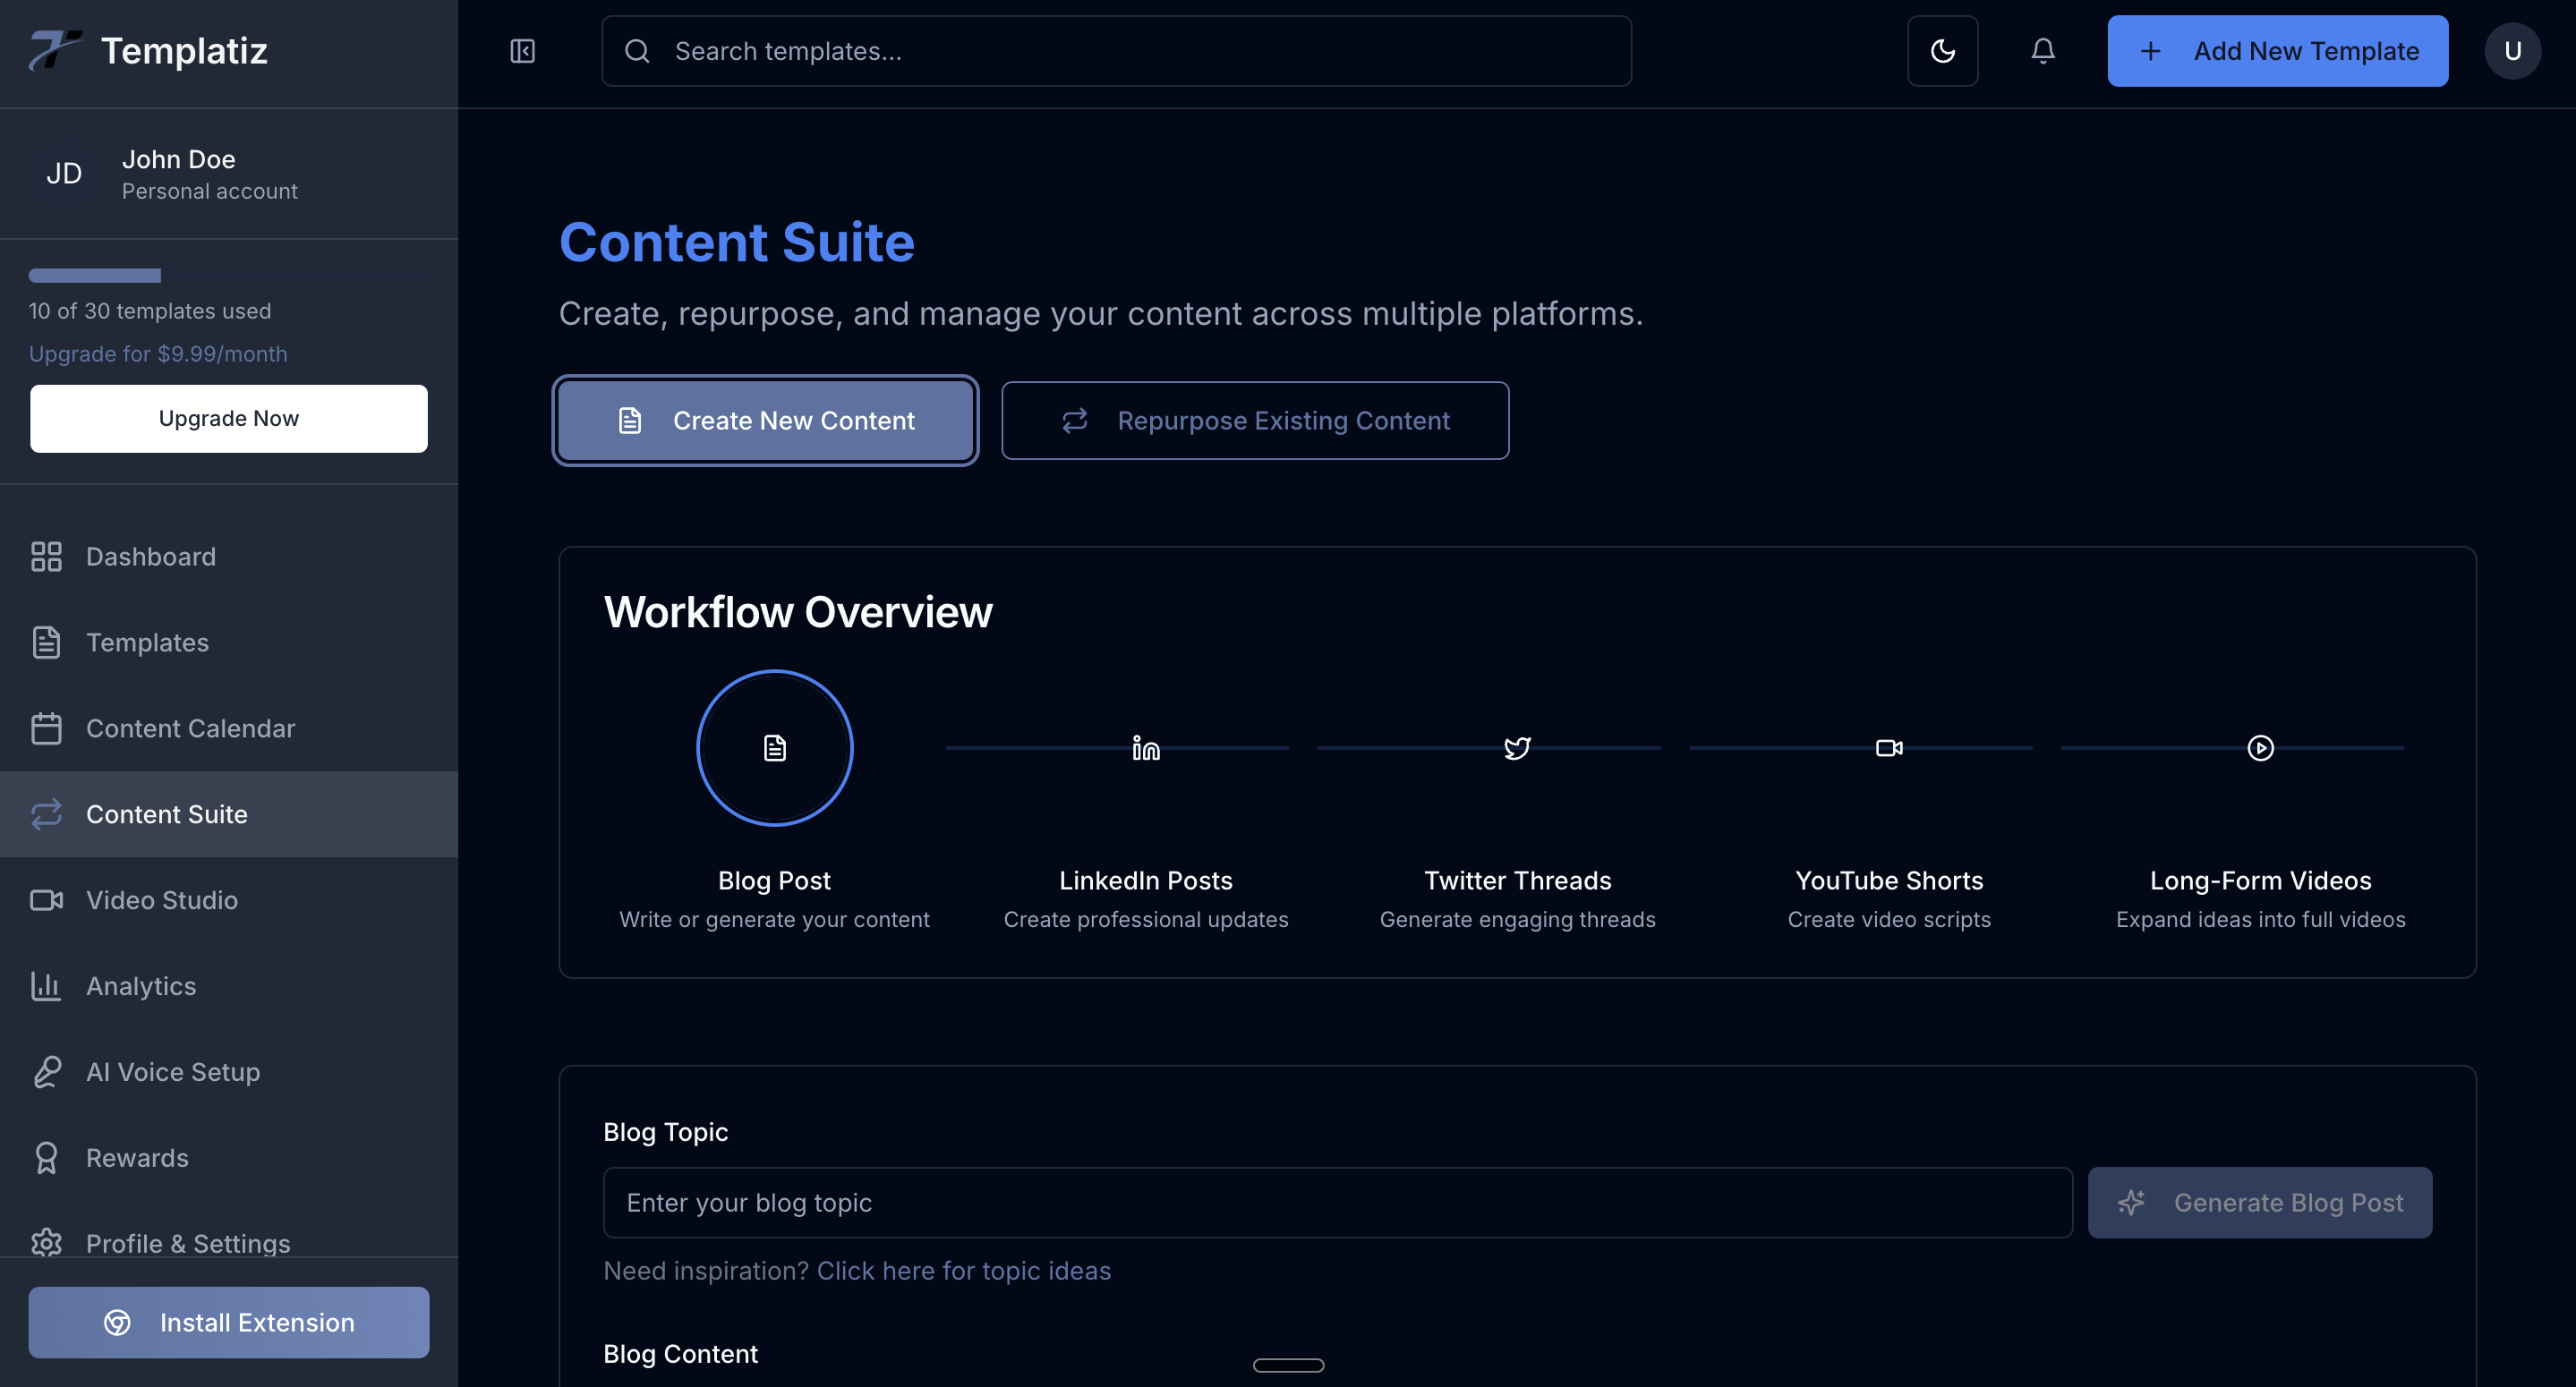 Templatiz
Search templates...
Add New Template
U
JD
John Doe
Personal account
10 of 30 templates used
Upgrade for $9.99/month
Upgrade Now
Dashboard
Templates
Content Calendar
Content Suite
Video Studio
Analytics
AI Voice Setup
Rewards
Profile & Settings
Install Extension
Content Suite
Create, repurpose, and manage your content across multiple platforms.
Create New Content
Repurpose Existing Content
Workflow Overview
Blog Post
Write or generate your content
LinkedIn Posts
Create professional updates
Twitter Threads
Generate engaging threads
YouTube Shorts
Create video scripts
Long-Form Videos
Expand ideas into full videos
Blog Topic
Enter your blog topic
Generate Blog Post
Need inspiration? Click here for topic ideas
Blog Content